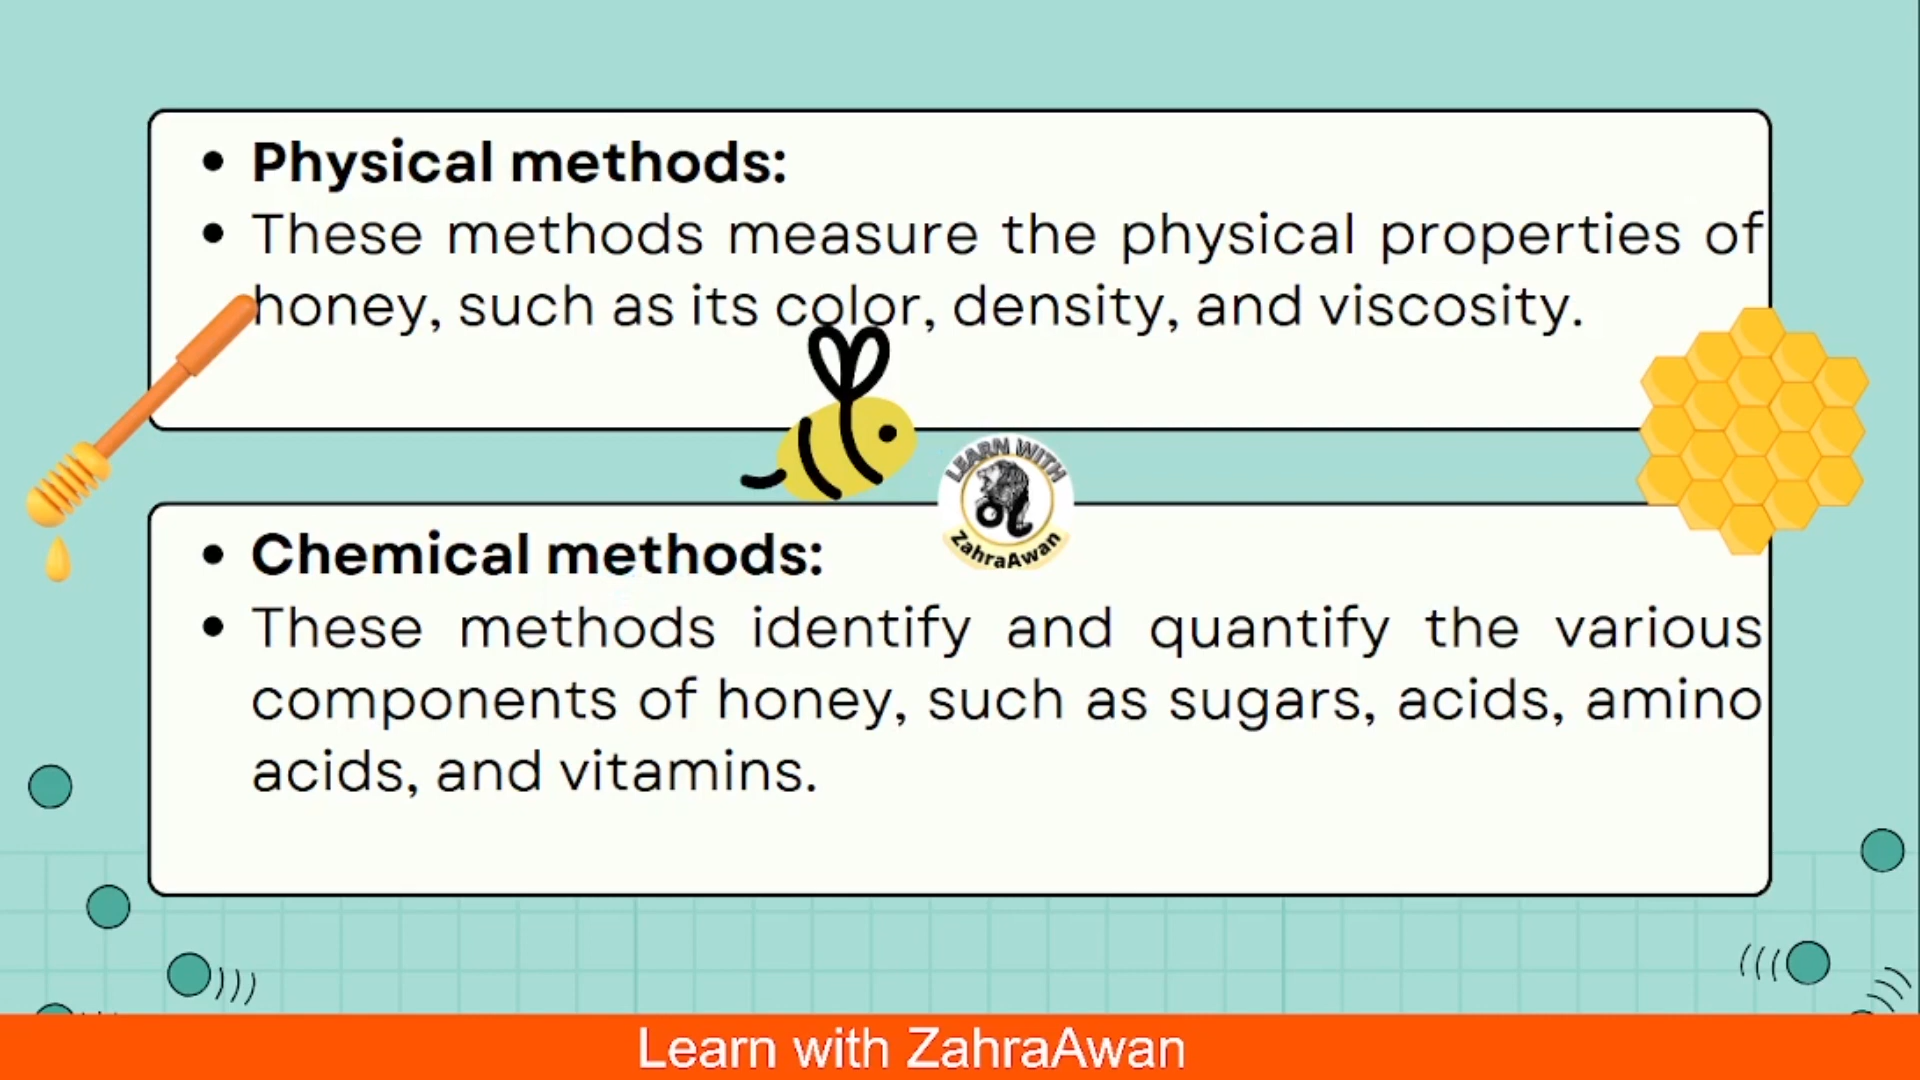 • Physical methods:
• These methods measure the physical properties of
honey, such as its color, density, and viscosity.
LEARN WITH
ZahraAwan
• Chemical methods:
• These methods identify and quantify the various
components of honey, such as sugars, acids, amino
acids, and vitamins.
Learn with ZahraAwan